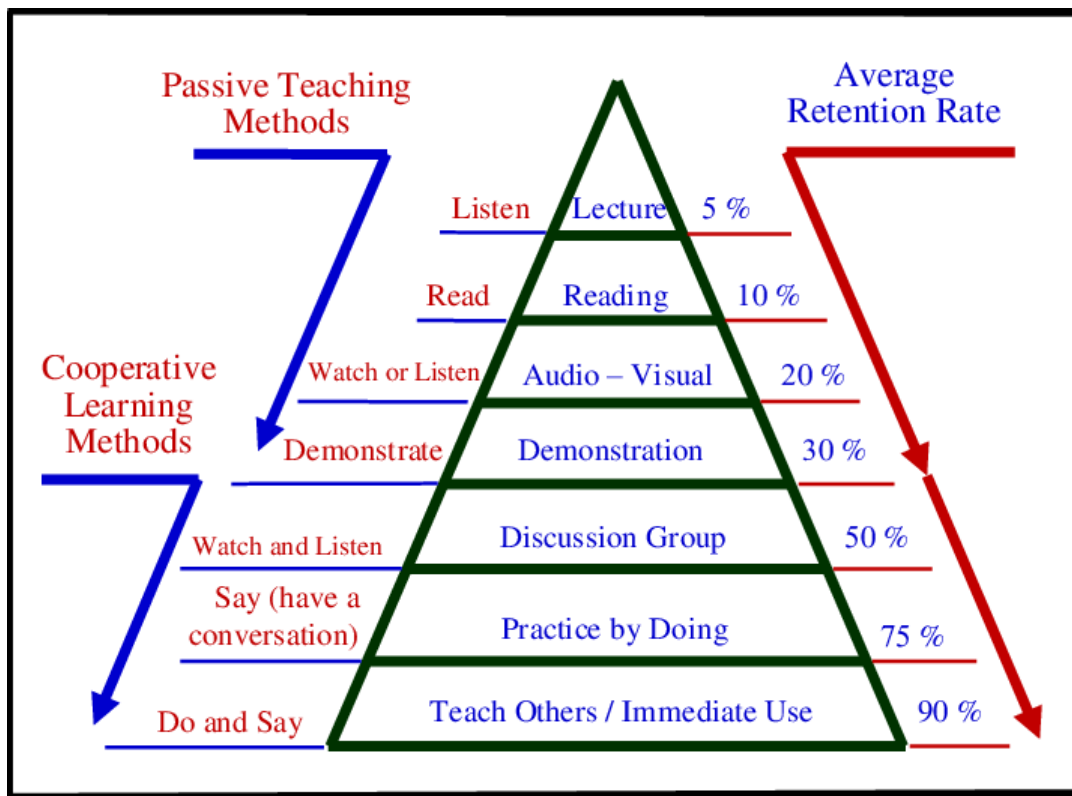 Passive Teaching
Methods
Average
Retention Rate
Listen Lecture 5 %
Read Reading 10 %
Watch or Listen Audio – Visual 20 %
Cooperative
Learning
Methods
Demonstrate Demonstration 30 %
Watch and Listen Discussion Group 50 %
Say (have a
conversation) Practice by Doing 75 %
Do and Say Teach Others / Immediate Use 90 %